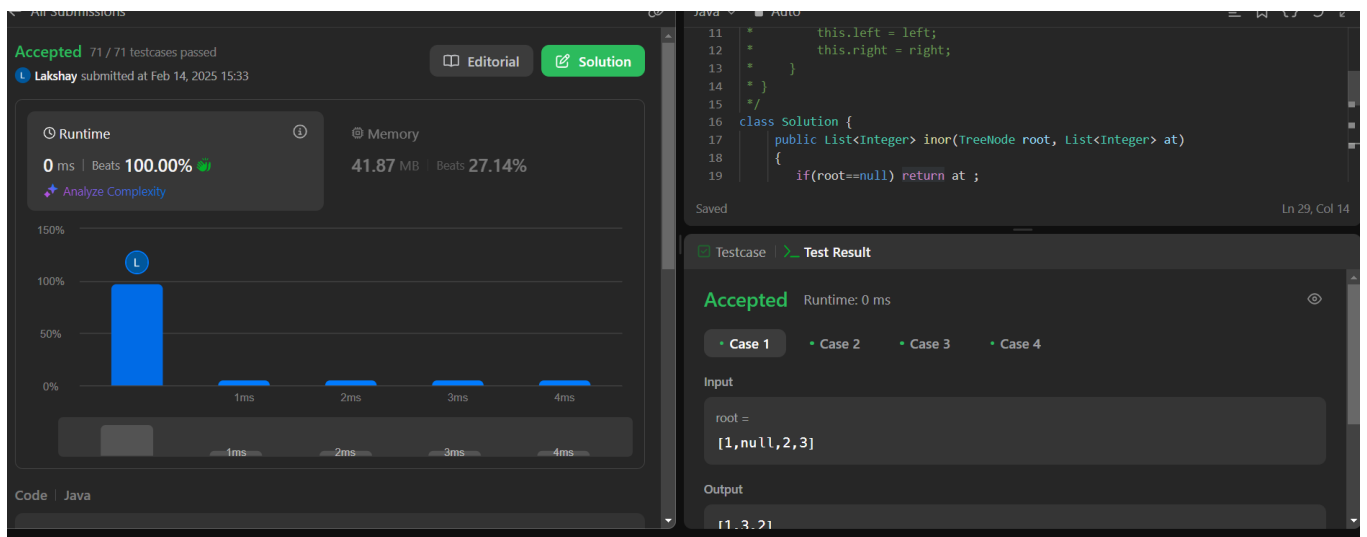 ← All Submissions
Accepted 71 / 71 testcases passed
L Lakshay submitted at Feb 14, 2025 15:33
Editorial
Solution
Runtime
0 ms | Beats 100.00%
Analyze Complexity
Memory
41.87 MB | Beats 27.14%
150%
100%
50%
0%
L
1ms 2ms 3ms 4ms
1ms 2ms 3ms 4ms
Code | Java
Java Auto
11 * this.left = left;
12 * this.right = right;
13 * }
14 * }
15 */
16 class Solution {
17 public List<Integer> inor(TreeNode root, List<Integer> at)
18 {
19 if(root==null) return at ;
Saved
Ln 29, Col 14
Testcase | >_ Test Result
Accepted Runtime: 0 ms
• Case 1 • Case 2 • Case 3 • Case 4
Input
root =
[1,null,2,3]
Output
[1,3,2]